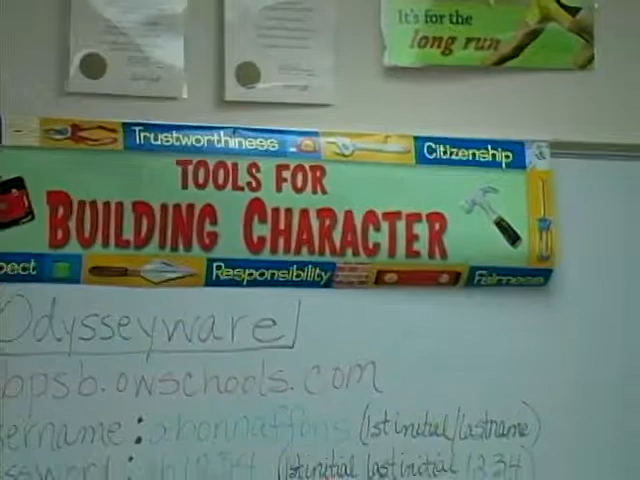 It's for the
long run
Trustworthiness
Citizenship
TOOLS FOR
BUILDING CHARACTER
pect
Responsibility
Fairness
Odysseyware
bpsb.owschools.com
ername: (1st initial/lastname)
(1st initial last initial 1234)